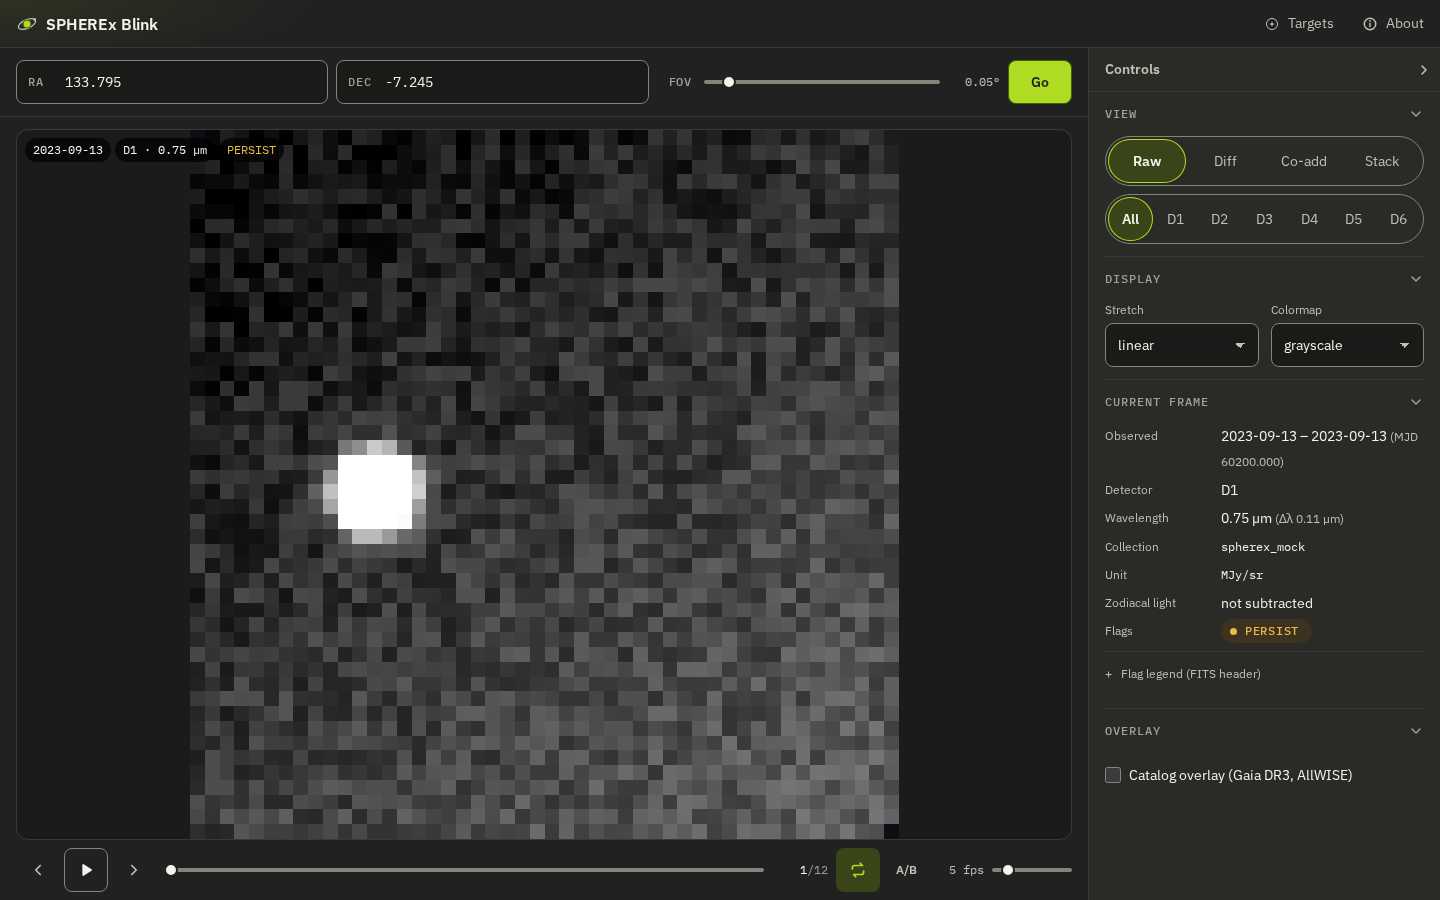 SPHEREx Blink
Targets
About
RA 133.795
DEC -7.245
FOV
0.05°
Go
Controls
2023-09-13
D1 · 0.75 µm
PERSIST
VIEW
Raw Diff Co-add Stack
All D1 D2 D3 D4 D5 D6
DISPLAY
Stretch Colormap
linear grayscale
CURRENT FRAME
Observed 2023-09-13 – 2023-09-13 (MJD
60200.000)
Detector D1
Wavelength 0.75 µm (Δλ 0.11 µm)
Collection spherex_mock
Unit MJy/sr
Zodiacal light not subtracted
Flags PERSIST
+ Flag legend (FITS header)
OVERLAY
Catalog overlay (Gaia DR3, AllWISE)
1/12
A/B
5 fps